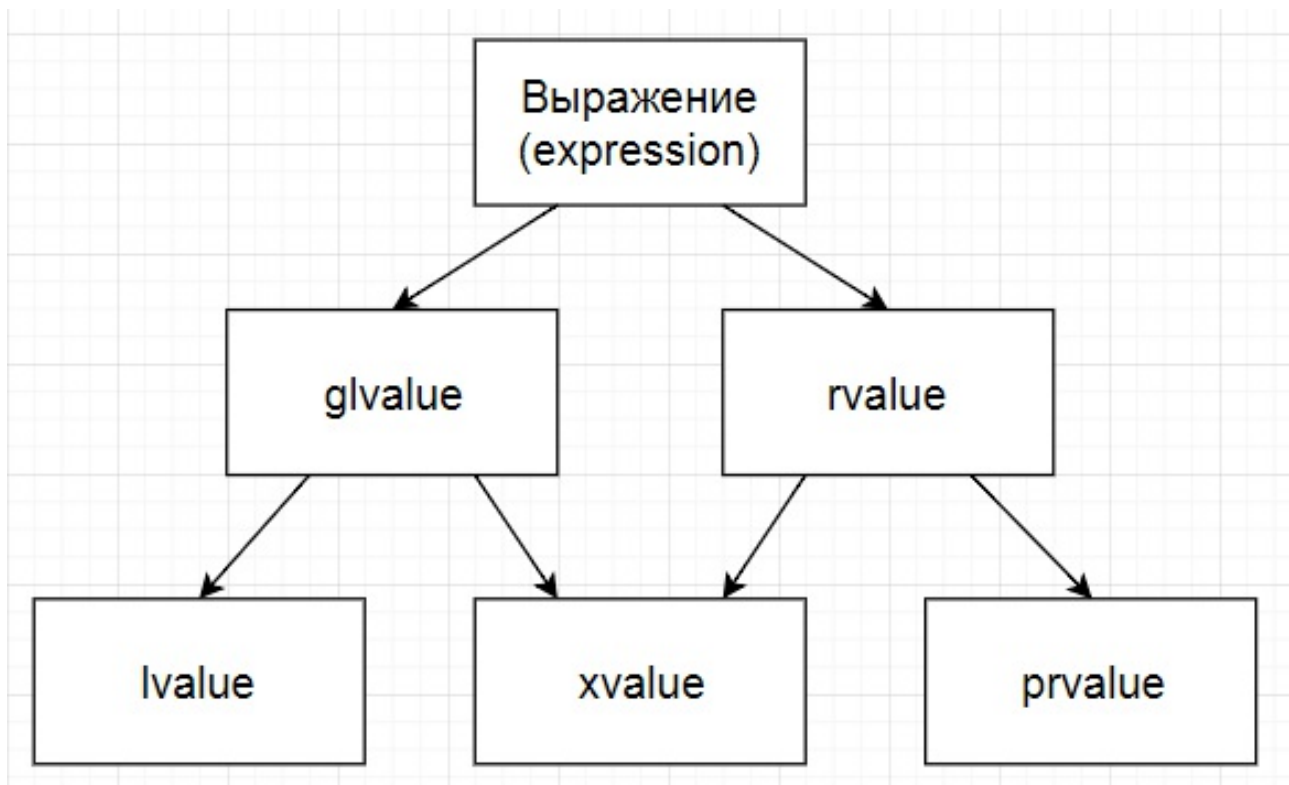 Выражение
(expression)
glvalue
rvalue
lvalue
xvalue
prvalue